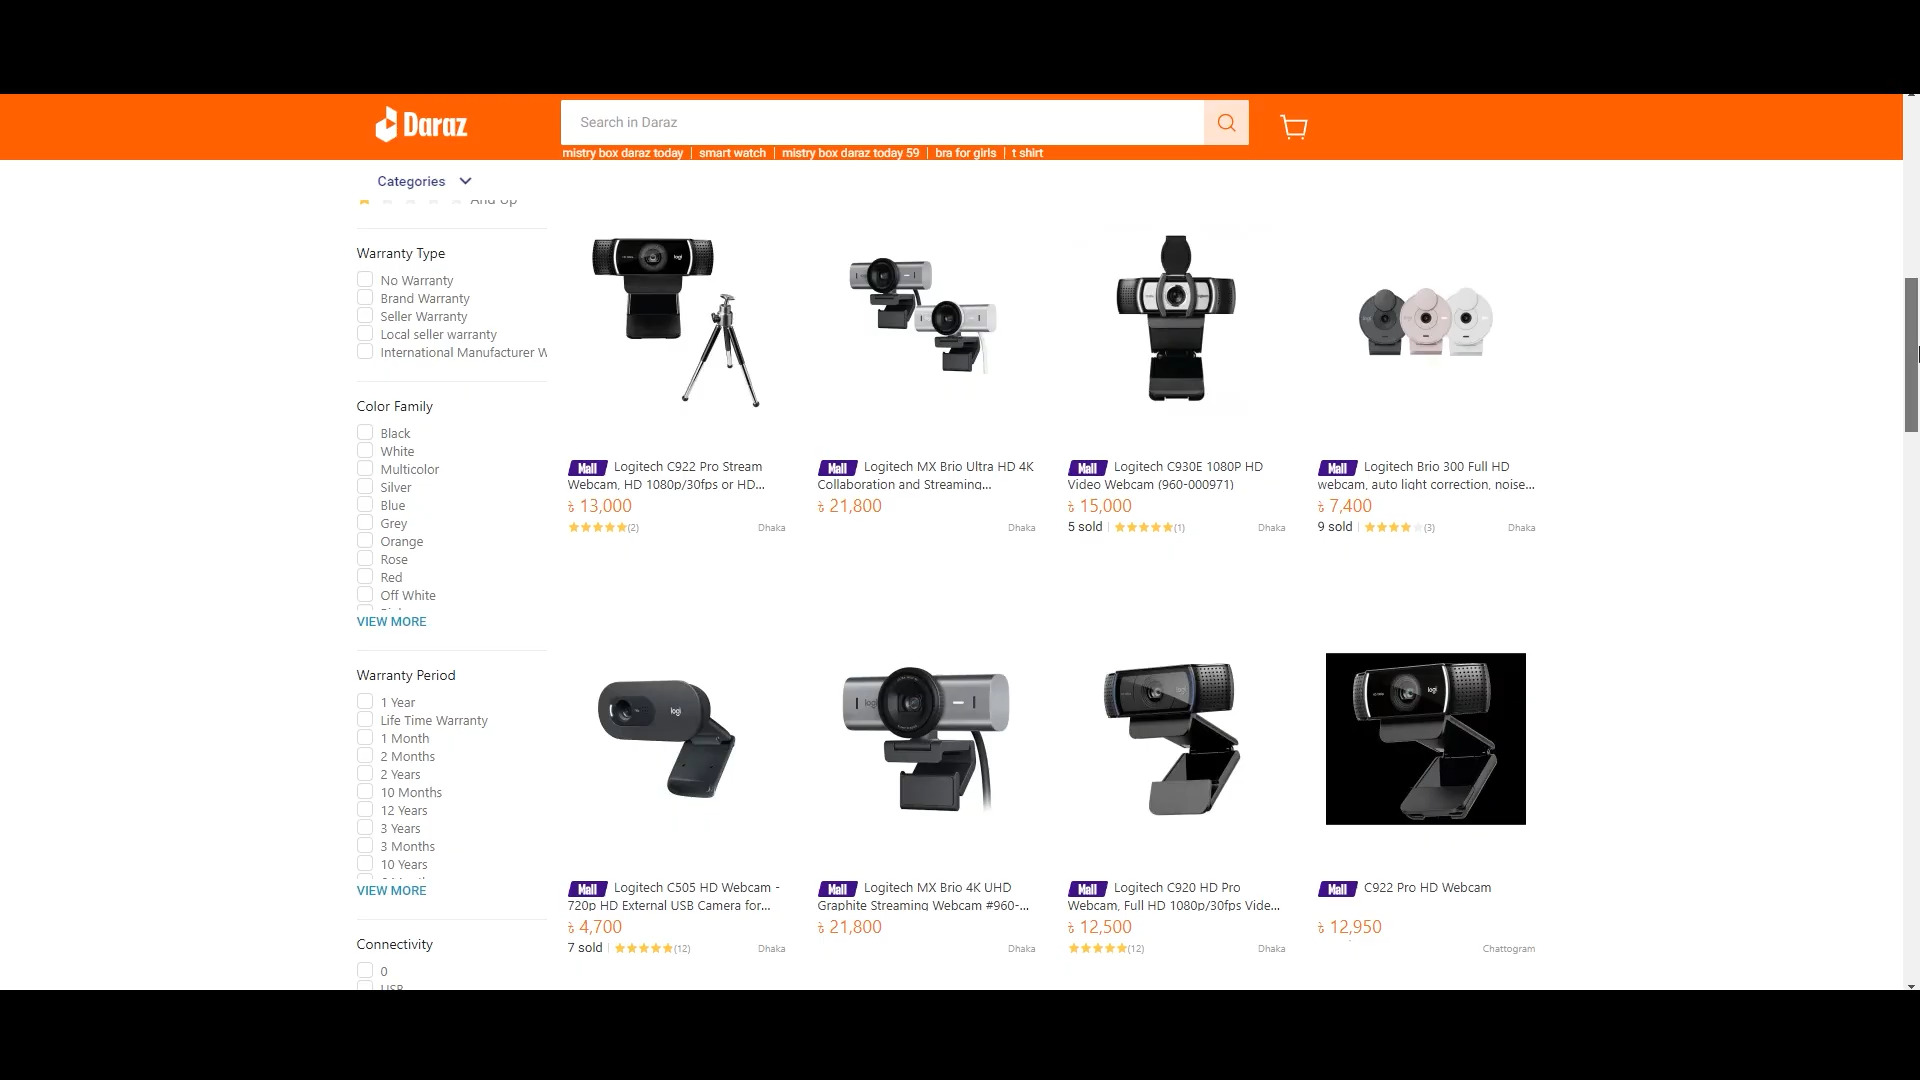 Daraz
Search in Daraz
mistry box daraz today
smart watch
mistry box daraz today 59
bra for girls
t shirt
Categories
And Up
Warranty Type
No Warranty
Brand Warranty
Seller Warranty
Local seller warranty
International Manufacturer W
Color Family
Black
White
Multicolor
Silver
Blue
Grey
Orange
Rose
Red
Off White
VIEW MORE
Warranty Period
1 Year
Life Time Warranty
1 Month
2 Months
2 Years
10 Months
12 Years
3 Years
3 Months
10 Years
VIEW MORE
Connectivity
0
USB
Mall Logitech C922 Pro Stream
Webcam, HD 1080p/30fps or HD...
৳ 13,000
(2)
Dhaka
Mall Logitech MX Brio Ultra HD 4K
Collaboration and Streaming...
৳ 21,800
Dhaka
Mall Logitech C930E 1080P HD
Video Webcam (960-000971)
৳ 15,000
5 sold
(1)
Dhaka
Mall Logitech Brio 300 Full HD
webcam, auto light correction, noise...
৳ 7,400
9 sold
(3)
Dhaka
logi
Mall Logitech C505 HD Webcam -
720p HD External USB Camera for...
৳ 4,700
7 sold
(12)
Dhaka
logi
Mall Logitech MX Brio 4K UHD
Graphite Streaming Webcam #960-...
৳ 21,800
Dhaka
logi
Mall Logitech C920 HD Pro
Webcam, Full HD 1080p/30fps Vide...
৳ 12,500
(12)
Dhaka
logi
Mall C922 Pro HD Webcam
৳ 12,950
Chattogram